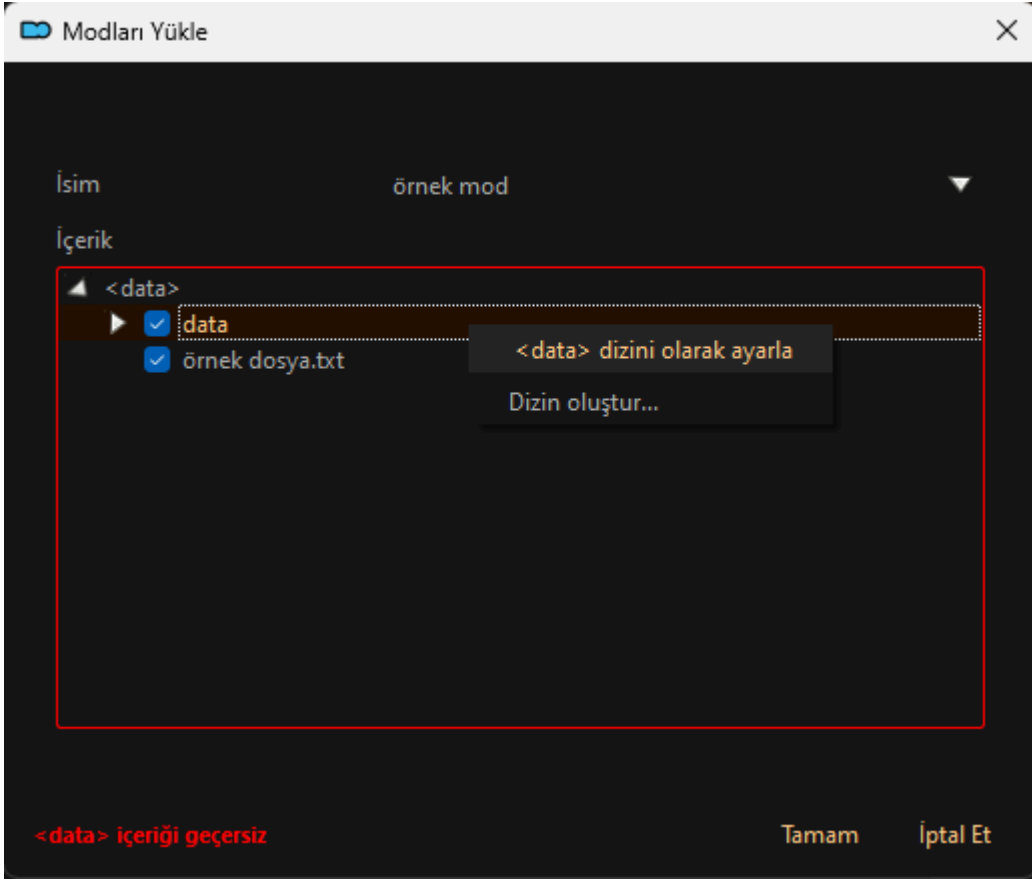 Modları Yükle
İsim örnek mod
İçerik
<data>
data
<data> dizini olarak ayarla
örnek dosya.txt
Dizin oluştur...
<data> içeriği geçersiz Tamam İptal Et